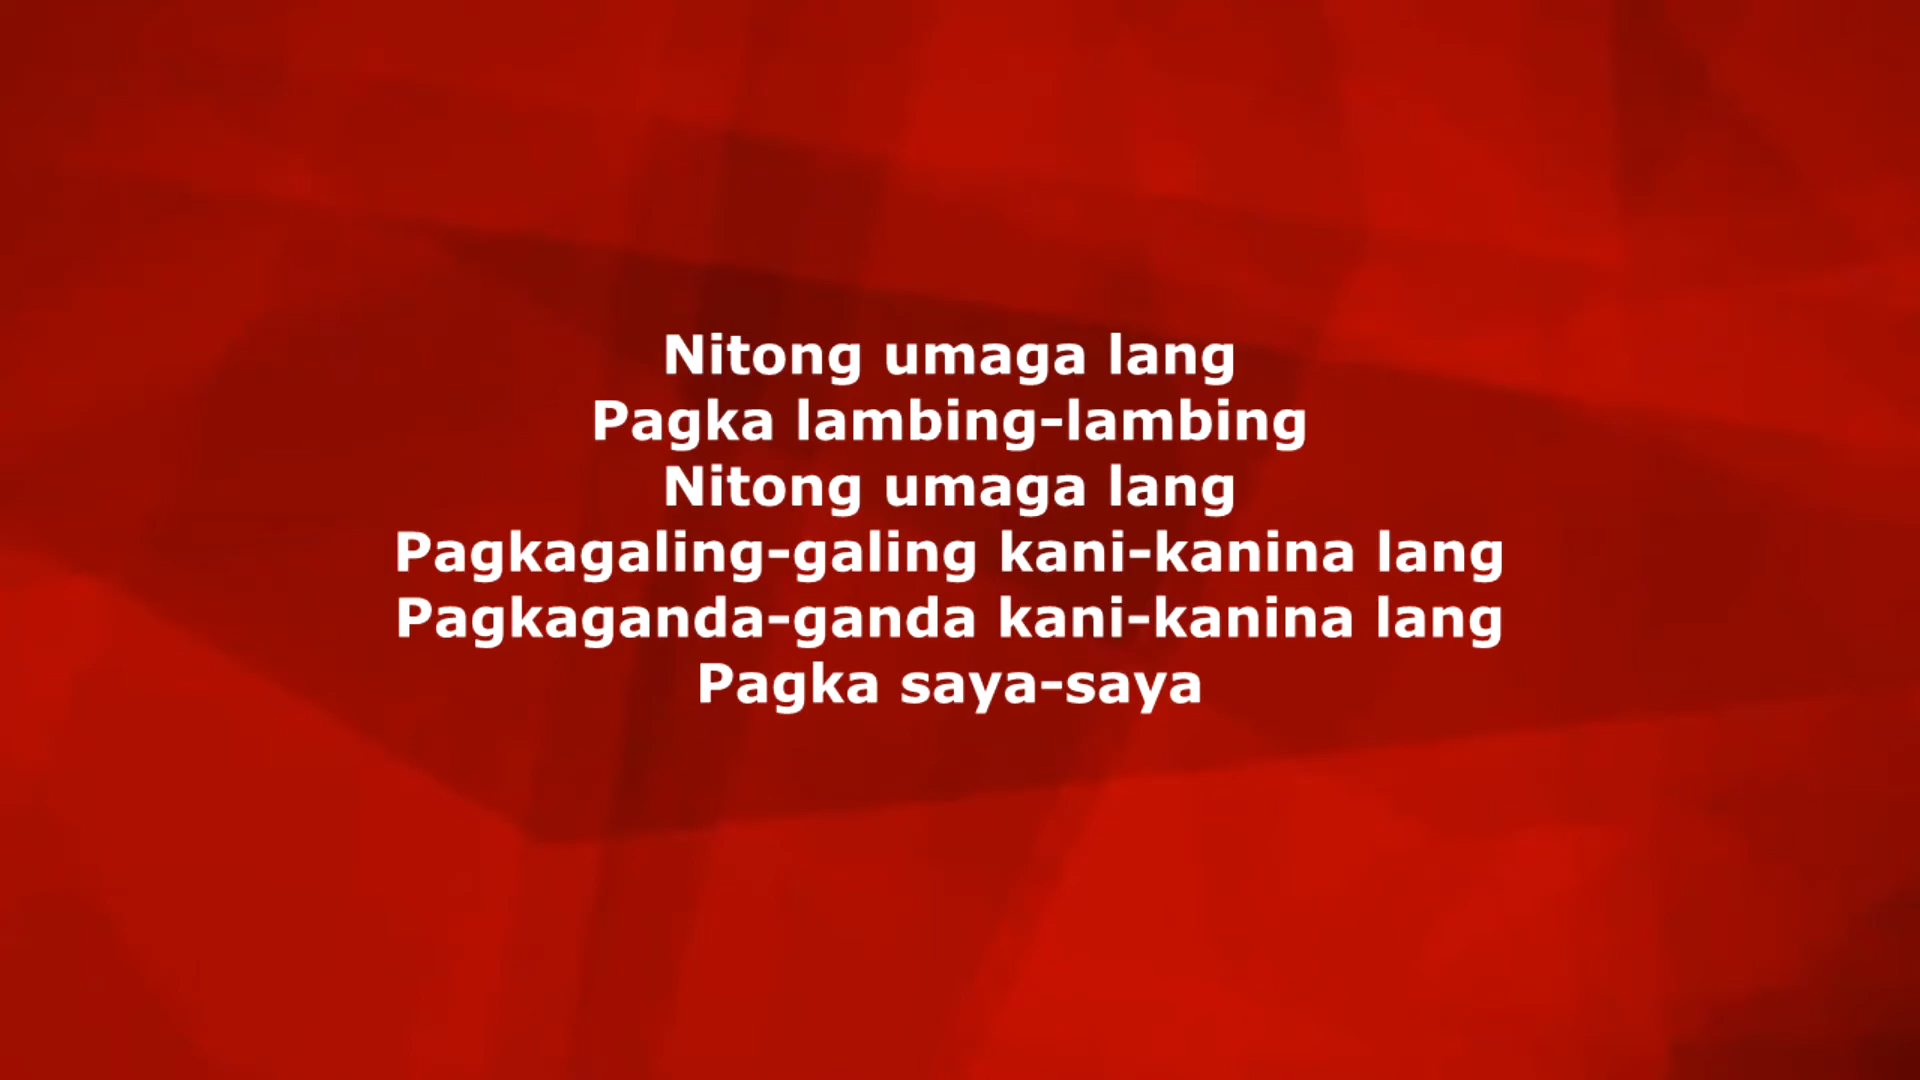 Nitong umaga lang
Pagka lambing-lambing
Nitong umaga lang
Pagkagaling-galing kani-kanina lang
Pagkaganda-ganda kani-kanina lang
Pagka saya-saya